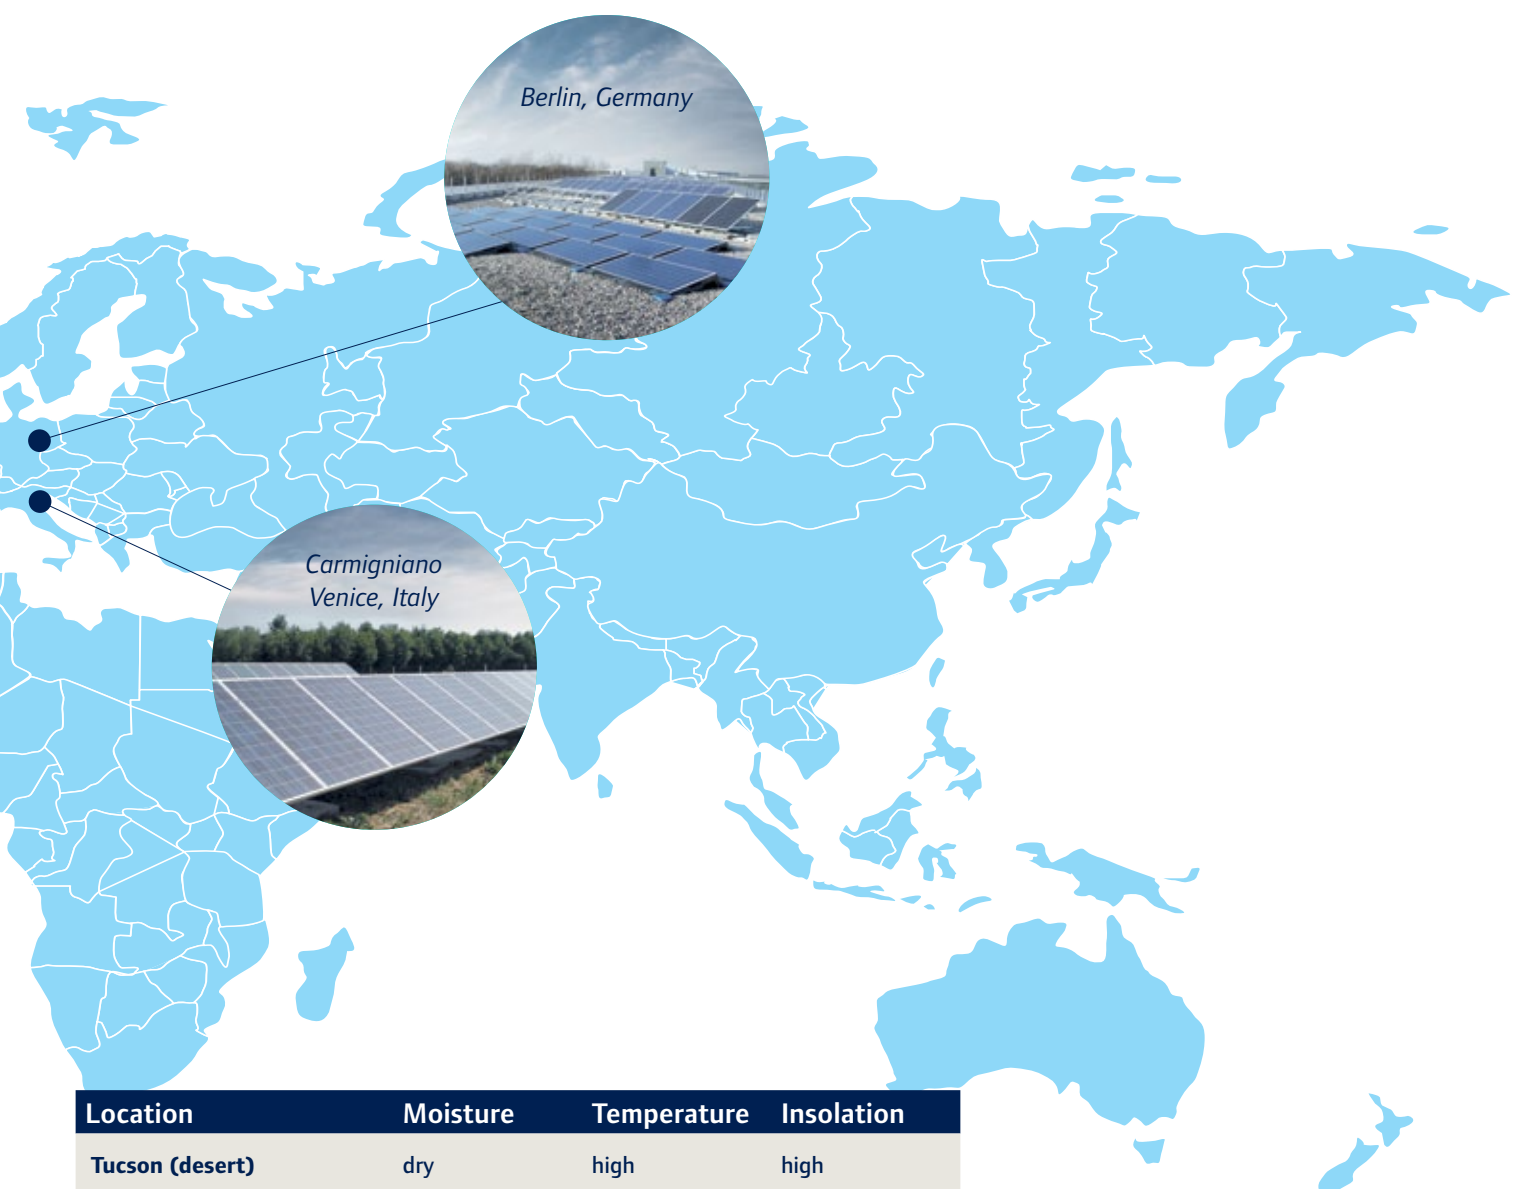 Berlin, Germany
Carmigniano
Venice, Italy
Location Moisture Temperature Insolation
Tucson (desert) dry high high